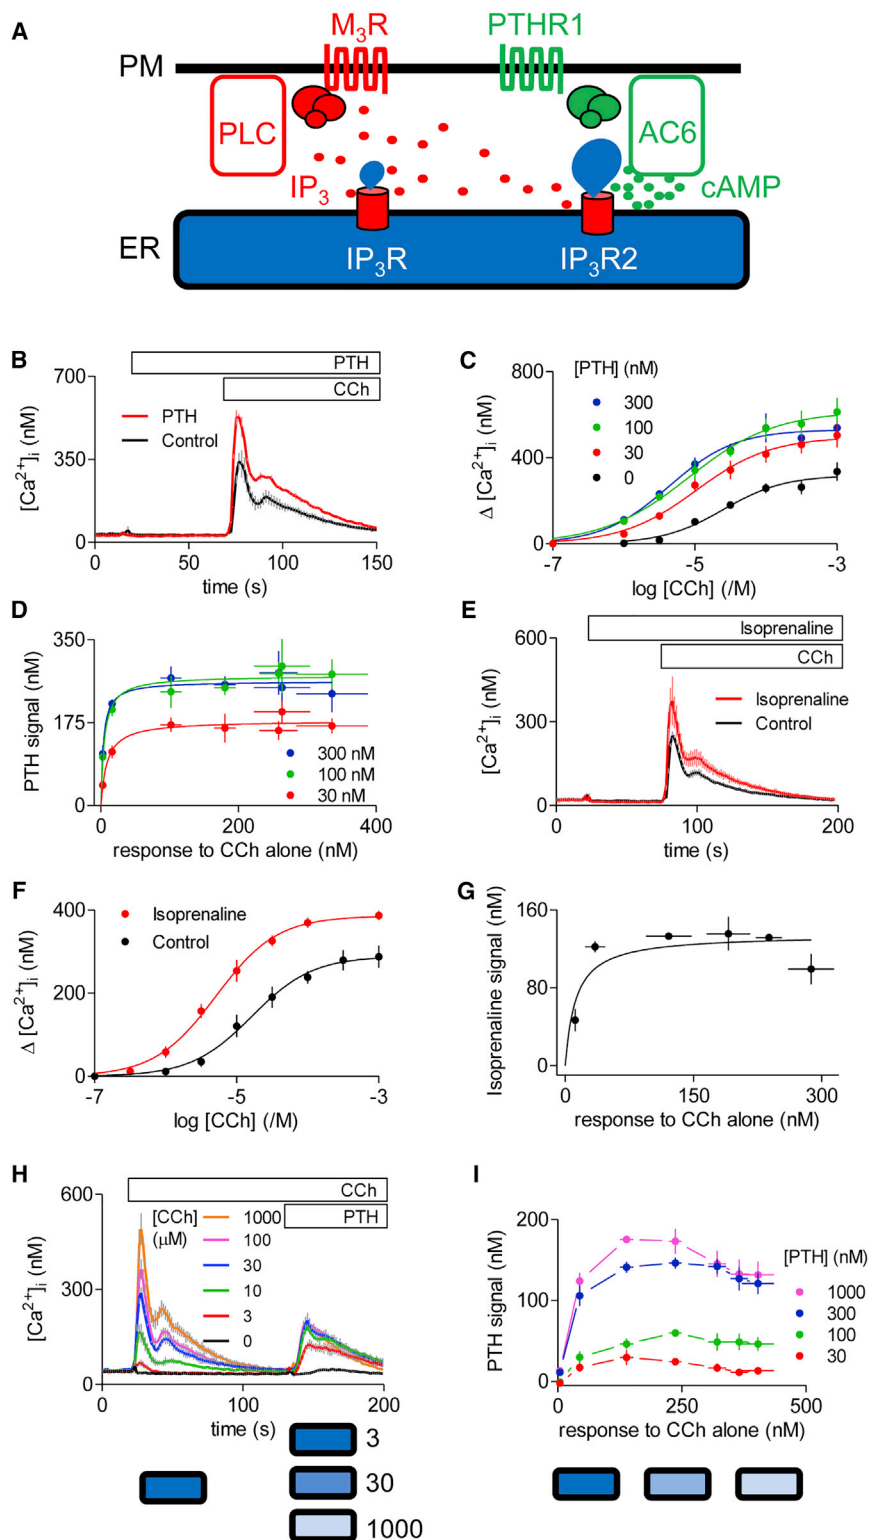 A
M3R
PTHR1
PM
PLC
AC6
IP3
cAMP
ER
IP3R
IP3R2
B
PTH
CCh
700
350
0
[Ca2+]i (nM)
PTH
Control
0
50
100
150
time (s)
C
[PTH] (nM)
300
100
30
0
800
400
0
Δ [Ca2+]i (nM)
-7
-5
-3
log [CCh] (/M)
D
350
175
0
PTH signal (nM)
300 nM
100 nM
30 nM
0
200
400
response to CCh alone (nM)
E
Isoprenaline
CCh
600
300
0
[Ca2+]i (nM)
Isoprenaline
Control
0
100
200
time (s)
F
Isoprenaline
Control
400
200
0
Δ [Ca2+]i (nM)
-7
-5
-3
log [CCh] (/M)
G
160
80
0
Isoprenaline signal (nM)
0
150
300
response to CCh alone (nM)
H
CCh
PTH
600
300
0
[Ca2+]i (nM)
[CCh]
(μM)
1000
100
30
10
3
0
0
100
200
time (s)
3
30
1000
I
200
100
0
PTH signal (nM)
[PTH] (nM)
1000
300
100
30
0
250
500
response to CCh alone (nM)